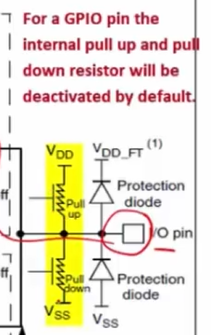 For a GPIO pin the
internal pull up and pull
down resistor will be
deactivated by default.
VDD VDD_FT (1)
Protection
diode
Pull
up
I/O pin
Pull
down
Protection
diode
VSS
VSS